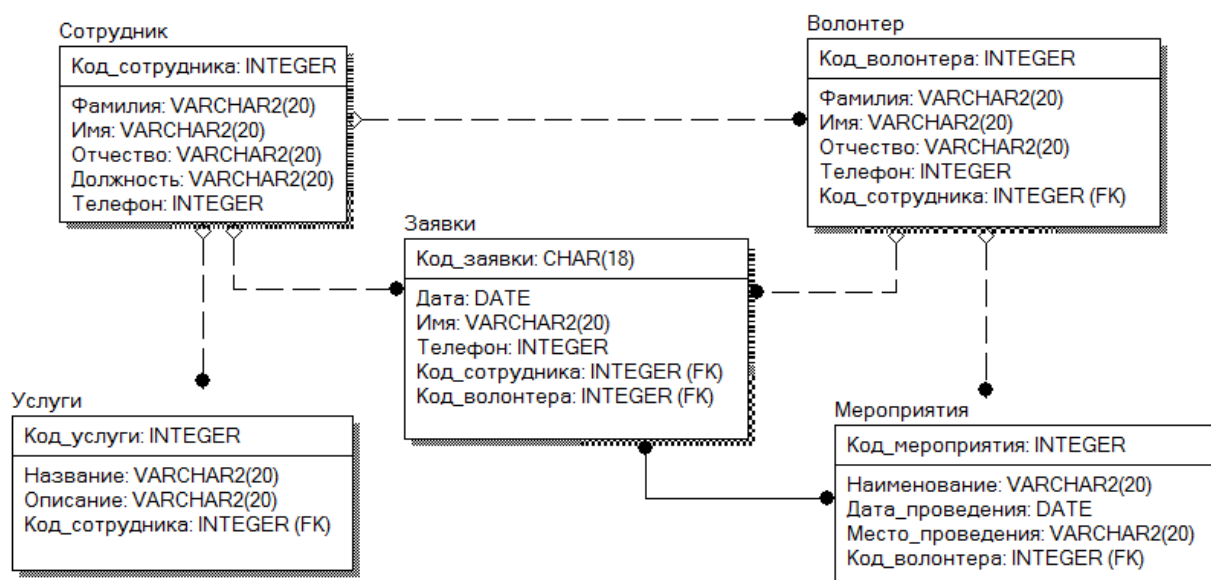 Сотрудник
Код_сотрудника: INTEGER
Фамилия: VARCHAR2(20)
Имя: VARCHAR2(20)
Отчество: VARCHAR2(20)
Должность: VARCHAR2(20)
Телефон: INTEGER
Волонтер
Код_волонтера: INTEGER
Фамилия: VARCHAR2(20)
Имя: VARCHAR2(20)
Отчество: VARCHAR2(20)
Телефон: INTEGER
Код_сотрудника: INTEGER (FK)
Заявки
Код_заявки: CHAR(18)
Дата: DATE
Имя: VARCHAR2(20)
Телефон: INTEGER
Код_сотрудника: INTEGER (FK)
Код_волонтера: INTEGER (FK)
Услуги
Код_услуги: INTEGER
Название: VARCHAR2(20)
Описание: VARCHAR2(20)
Код_сотрудника: INTEGER (FK)
Мероприятия
Код_мероприятия: INTEGER
Наименование: VARCHAR2(20)
Дата_проведения: DATE
Место_проведения: VARCHAR2(20)
Код_волонтера: INTEGER (FK)